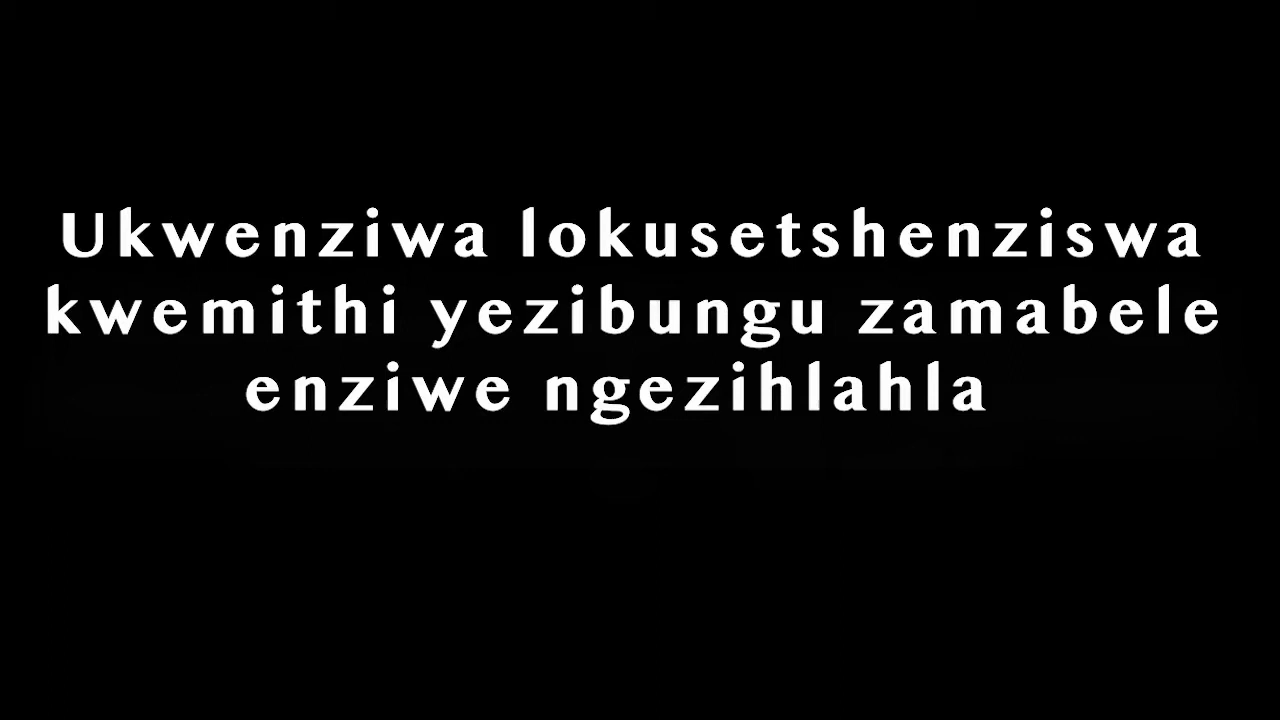 Ukwenziwa lokusetshenziswa
kwemithi yezibungu zamabele
enziwe ngezihlahla